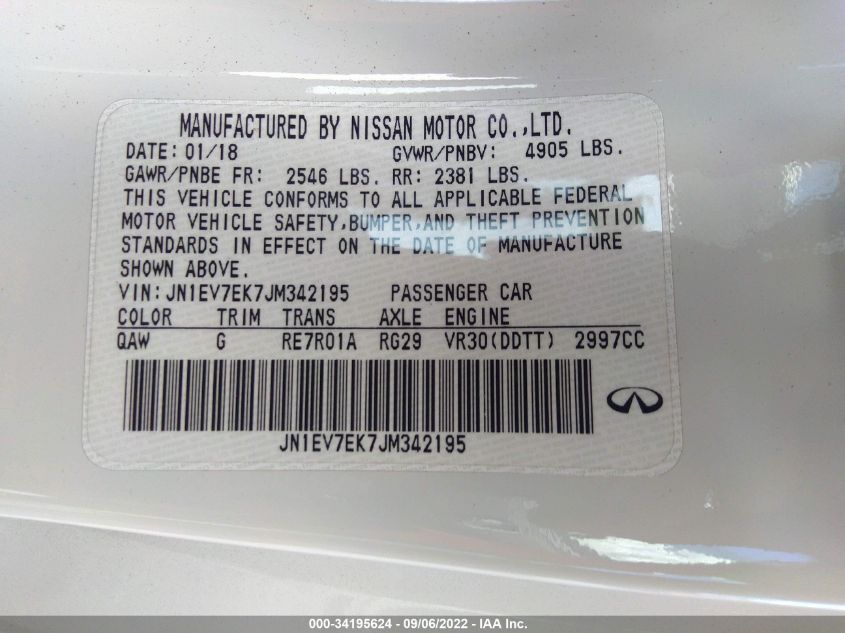 MANUFACTURED BY NISSAN MOTOR CO.,LTD.
DATE: 01/18 GVWR/PNBV: 4905 LBS.
GAWR/PNBE FR: 2546 LBS. RR: 2381 LBS.
THIS VEHICLE CONFORMS TO ALL APPLICABLE FEDERAL
MOTOR VEHICLE SAFETY,BUMPER,AND THEFT PREVENTION
STANDARDS IN EFFECT ON THE DATE OF MANUFACTURE
SHOWN ABOVE.
VIN:JN1EV7EK7JM342195 PASSENGER CAR
COLOR TRIM TRANS AXLE ENGINE
QAW G RE7R01A RG29 VR30(DDTT) 2997CC
JN1EV7EK7JM342195
000-34195624 - 09/06/2022 - IAA Inc.